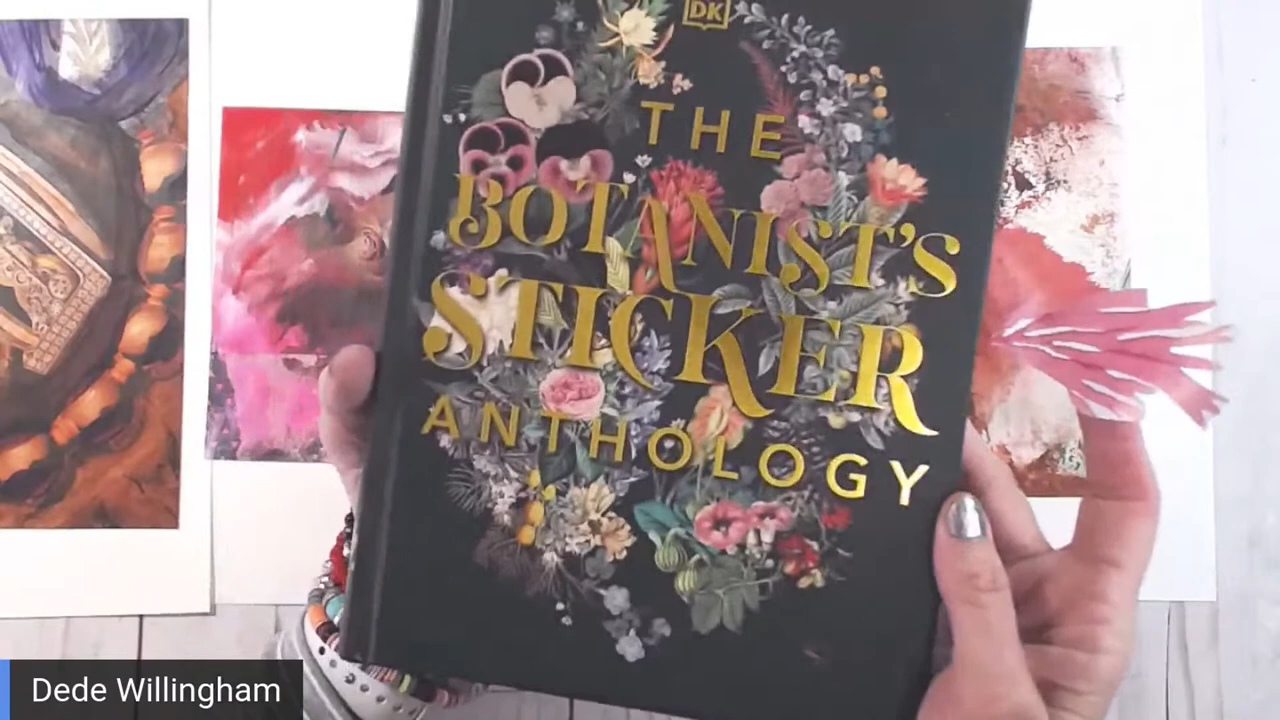 DK
THE
BOTANIST'S
STICKER
ANTHOLOGY
Dede Willingham